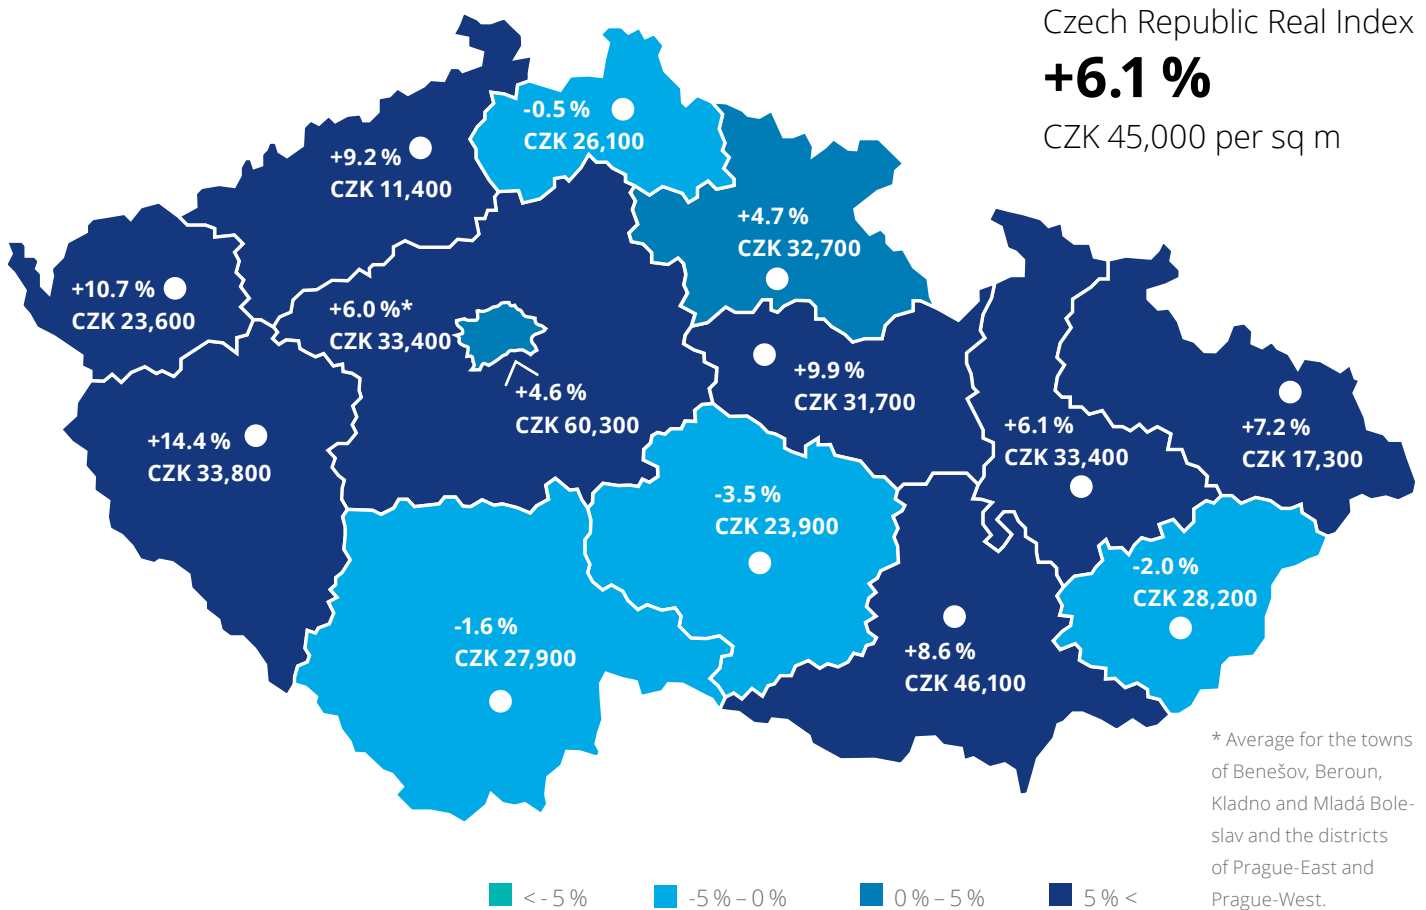 Czech Republic Real Index
+6.1 %
CZK 45,000 per sq m
-0.5 %
CZK 26,100
+9.2 %
CZK 11,400
+4.7 %
CZK 32,700
+10.7 %
CZK 23,600
+6.0 %*
CZK 33,400
+4.6 %
CZK 60,300
+9.9 %
CZK 31,700
+14.4 %
CZK 33,800
+6.1 %
CZK 33,400
+7.2 %
CZK 17,300
-3.5 %
CZK 23,900
-2.0 %
CZK 28,200
-1.6 %
CZK 27,900
+8.6 %
CZK 46,100
* Average for the towns
of Benešov, Beroun,
Kladno and Mladá Bole-
slav and the districts
of Prague-East and
Prague-West.
< - 5 %
-5 % – 0 %
0 % – 5 %
5 % <